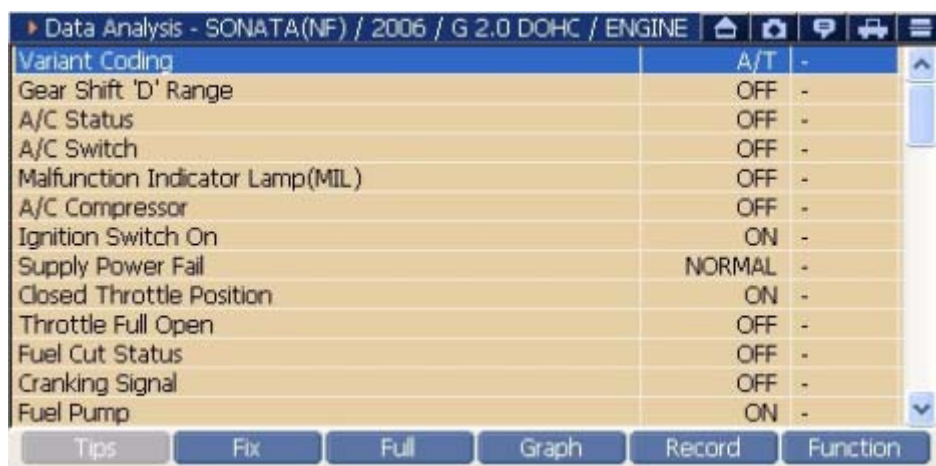 Data Analysis - SONATA(NF) / 2006 / G 2.0 DOHC / ENGINE
Variant Coding A/T -
Gear Shift 'D' Range OFF -
A/C Status OFF -
A/C Switch OFF -
Malfunction Indicator Lamp(MIL) OFF -
A/C Compressor OFF -
Ignition Switch On ON -
Supply Power Fail NORMAL -
Closed Throttle Position ON -
Throttle Full Open OFF -
Fuel Cut Status OFF -
Cranking Signal OFF -
Fuel Pump ON -
Tips Fix Full Graph Record Function